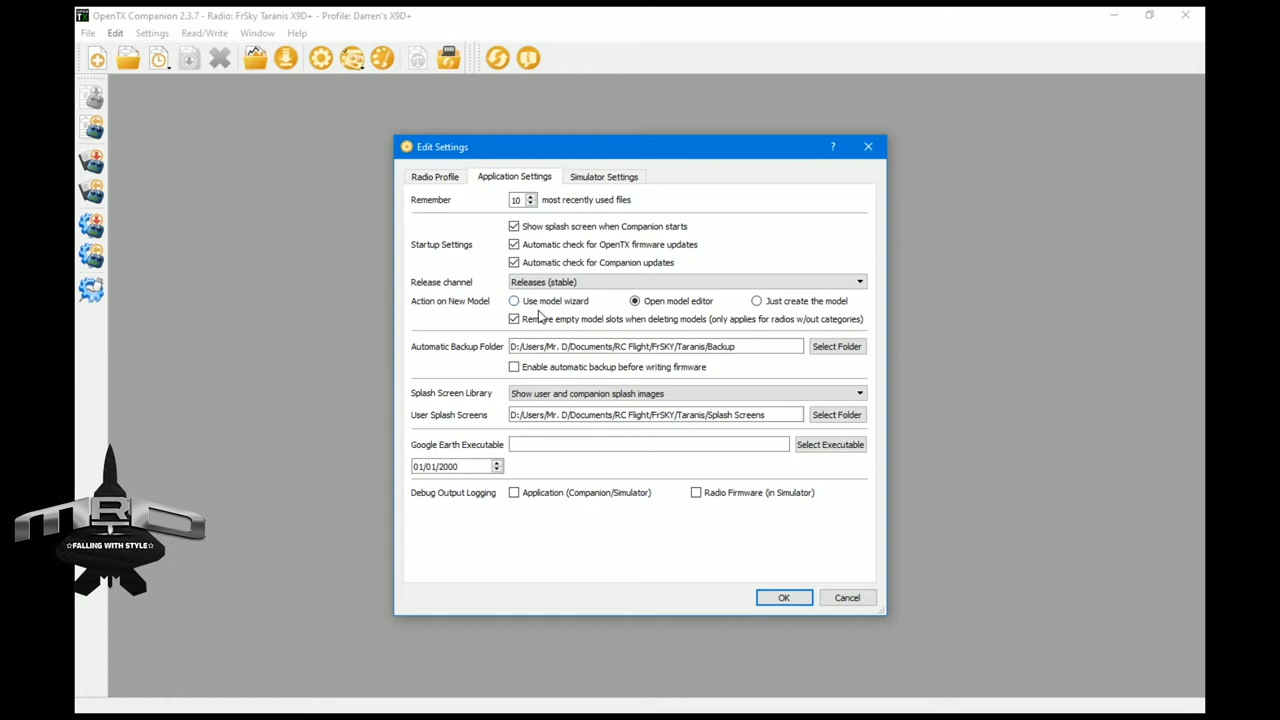 OpenTX Companion 2.3.7 - Radio: FrSky Taranis X9D+ - Profile: Darren's X9D+
File Edit Settings Read/Write Window Help
Edit Settings
Radio Profile Application Settings Simulator Settings
Remember 10 most recently used files
Show splash screen when Companion starts
Startup Settings Automatic check for OpenTX firmware updates
Automatic check for Companion updates
Release channel Releases (stable)
Action on New Model Use model wizard Open model editor Just create the model
Remove empty model slots when deleting models (only applies for radios w/out categories)
Automatic Backup Folder D:/Users/Mr. D/Documents/RC Flight/FrSKY/Taranis/Backup Select Folder
Enable automatic backup before writing firmware
Splash Screen Library Show user and companion splash images
User Splash Screens D:/Users/Mr. D/Documents/RC Flight/FrSKY/Taranis/Splash Screens Select Folder
Google Earth Executable Select Executable
01/01/2000
Debug Output Logging Application (Companion/Simulator) Radio Firmware (in Simulator)
OK Cancel
MRD
☆FALLING WITH STYLE☆